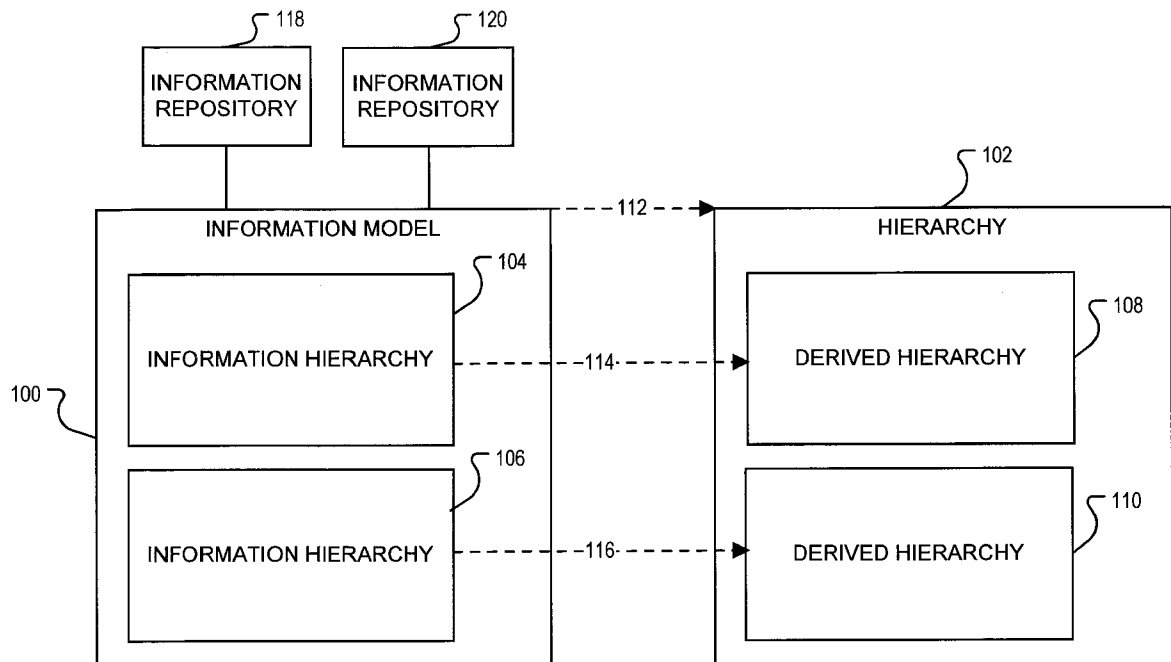 118
120
INFORMATION
REPOSITORY
INFORMATION
REPOSITORY
102
112
INFORMATION MODEL
HIERARCHY
104
108
INFORMATION HIERARCHY
114
DERIVED HIERARCHY
100
106
110
INFORMATION HIERARCHY
116
DERIVED HIERARCHY